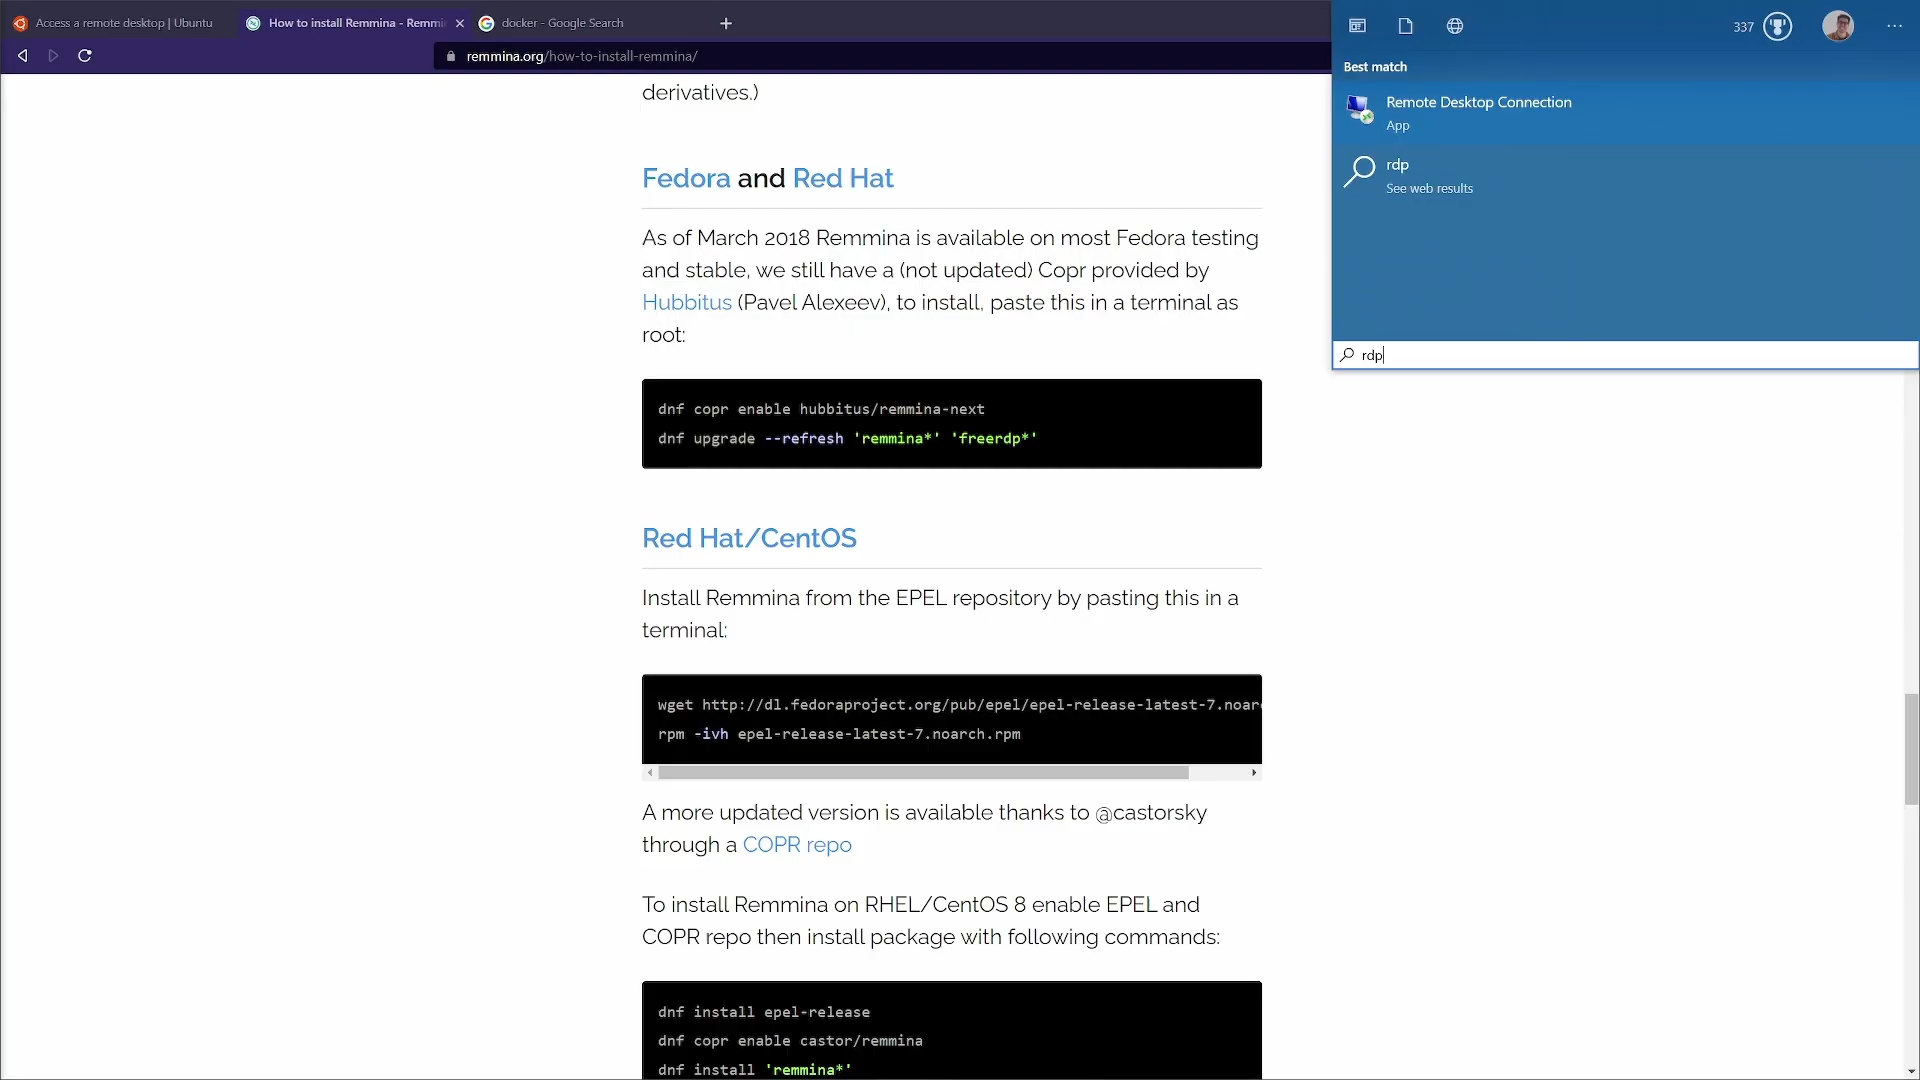 Access a remote desktop | Ubuntu
How to install Remmina - Remmi
docker - Google Search
remmina.org/how-to-install-remmina/
337
Best match
Remote Desktop Connection
App
rdp
See web results
rdp
derivatives.)
Fedora and Red Hat
As of March 2018 Remmina is available on most Fedora testing
and stable, we still have a (not updated) Copr provided by
Hubbitus (Pavel Alexeev), to install, paste this in a terminal as
root:
dnf copr enable hubbitus/remmina-next
dnf upgrade --refresh 'remmina*' 'freerdp*'
Red Hat/CentOS
Install Remmina from the EPEL repository by pasting this in a
terminal:
wget http://dl.fedoraproject.org/pub/epel/epel-release-latest-7.noar
rpm -ivh epel-release-latest-7.noarch.rpm
A more updated version is available thanks to @castorsky
through a COPR repo
To install Remmina on RHEL/CentOS 8 enable EPEL and
COPR repo then install package with following commands:
dnf install epel-release
dnf copr enable castor/remmina
dnf install 'remmina*'